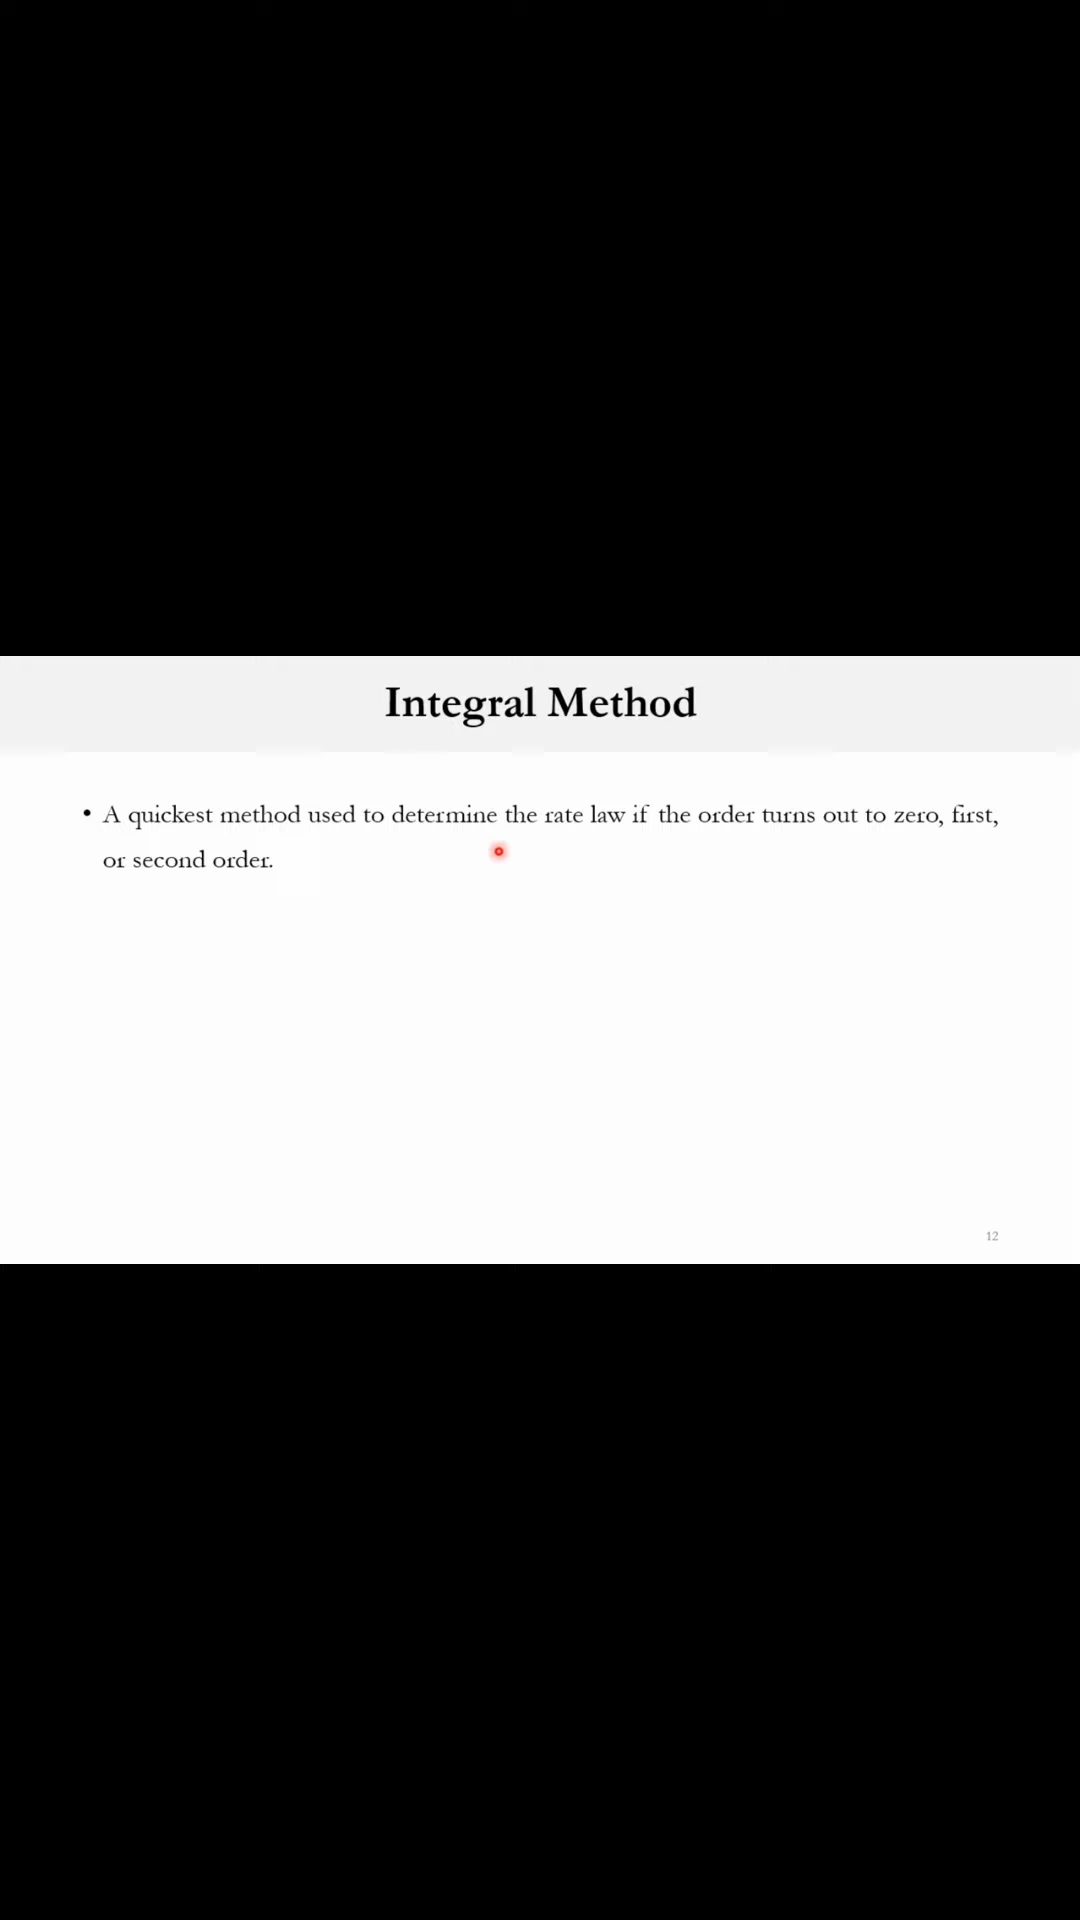 Integral Method
• A quickest method used to determine the rate law if the order turns out to zero, first,
or second order.
12